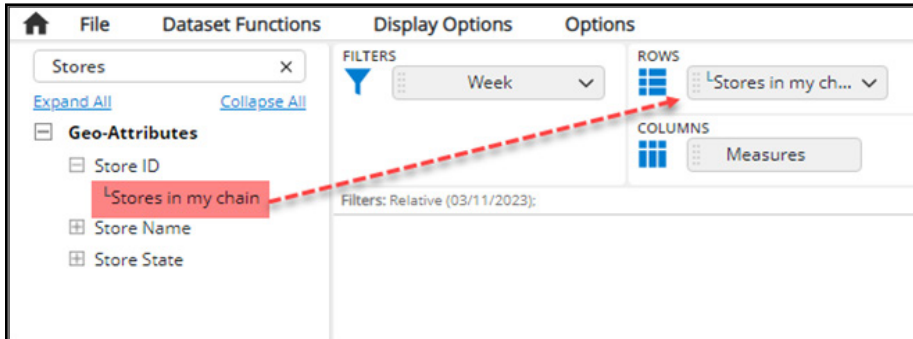 File Dataset Functions Display Options Options
Stores ×
Expand All Collapse All
Geo-Attributes
Store ID
└Stores in my chain
Store Name
Store State
FILTERS
Week
ROWS
└Stores in my ch...
COLUMNS
Measures
Filters: Relative (03/11/2023);